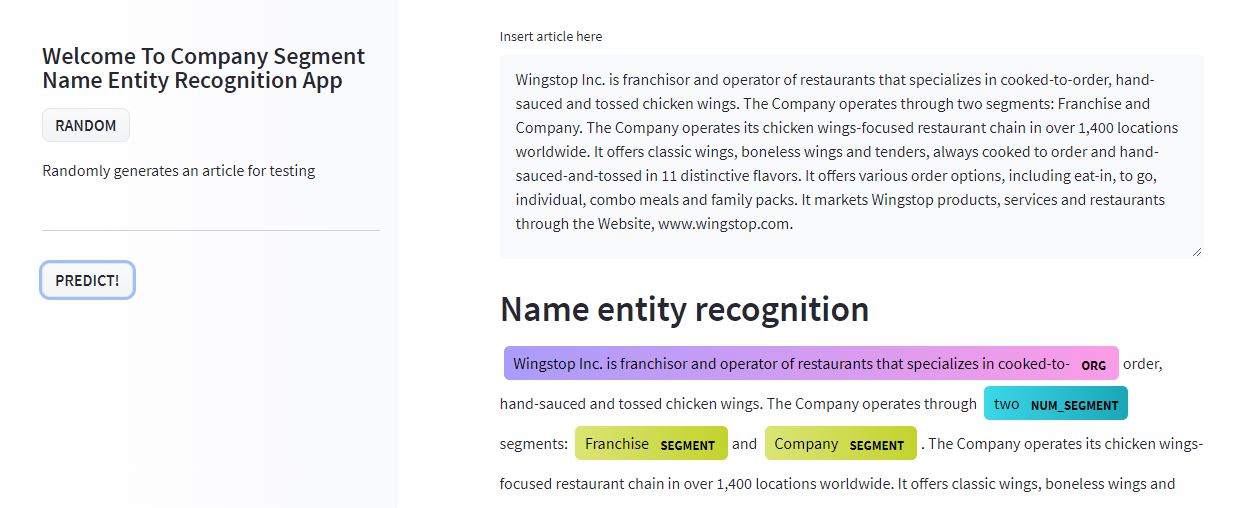 Welcome To Company Segment
Name Entity Recognition App
RANDOM
Randomly generates an article for testing
PREDICT!
Insert article here
Wingstop Inc. is franchisor and operator of restaurants that specializes in cooked-to-order, hand-
sauced and tossed chicken wings. The Company operates through two segments: Franchise and
Company. The Company operates its chicken wings-focused restaurant chain in over 1,400 locations
worldwide. It offers classic wings, boneless wings and tenders, always cooked to order and hand-
sauced-and-tossed in 11 distinctive flavors. It offers various order options, including eat-in, to go,
individual, combo meals and family packs. It markets Wingstop products, services and restaurants
through the Website, www.wingstop.com.
Name entity recognition
Wingstop Inc. is franchisor and operator of restaurants that specializes in cooked-to- ORG order,
hand-sauced and tossed chicken wings. The Company operates through two NUM_SEGMENT
segments: Franchise SEGMENT and Company SEGMENT . The Company operates its chicken wings-
focused restaurant chain in over 1,400 locations worldwide. It offers classic wings, boneless wings and